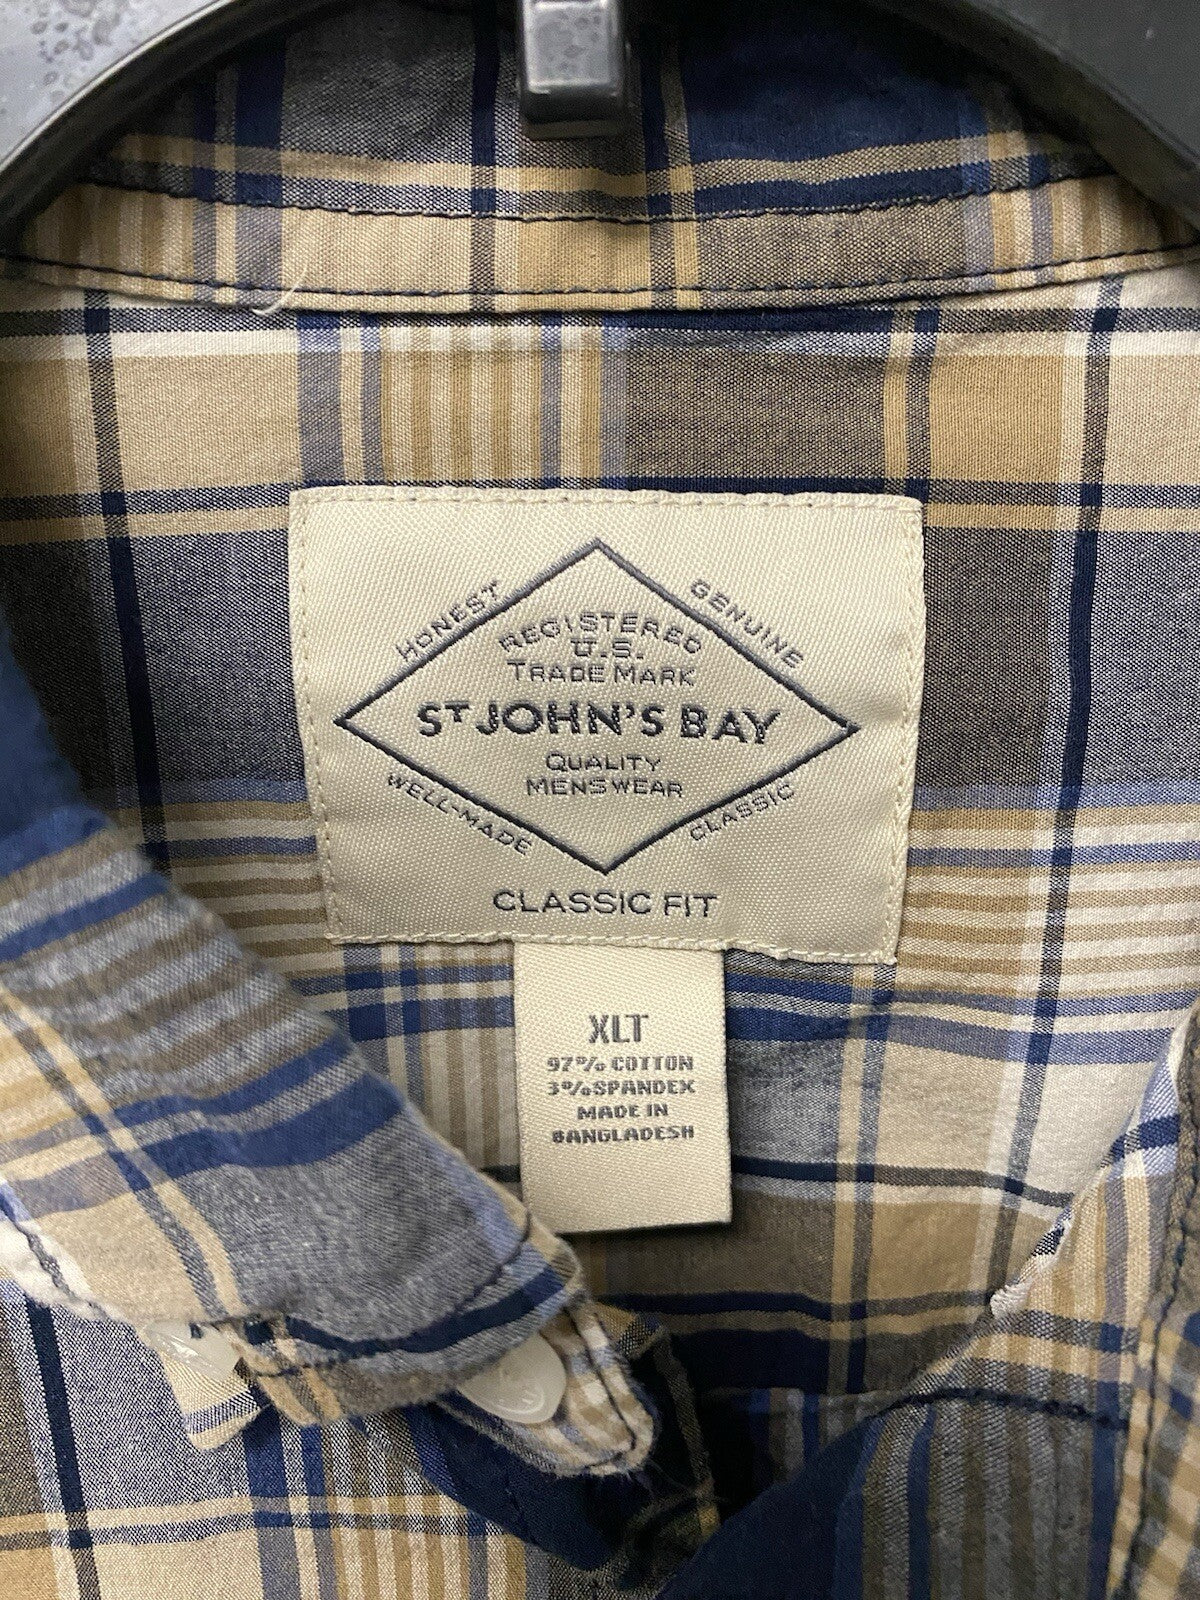 HONEST
GENUINE
REGISTERED
U.S.
TRADE MARK
ST JOHN'S BAY
QUALITY
MENSWEAR
WELL-MADE
CLASSIC
CLASSIC FIT
XLT
97% COTTON
3% SPANDEX
MADE IN
BANGLADESH